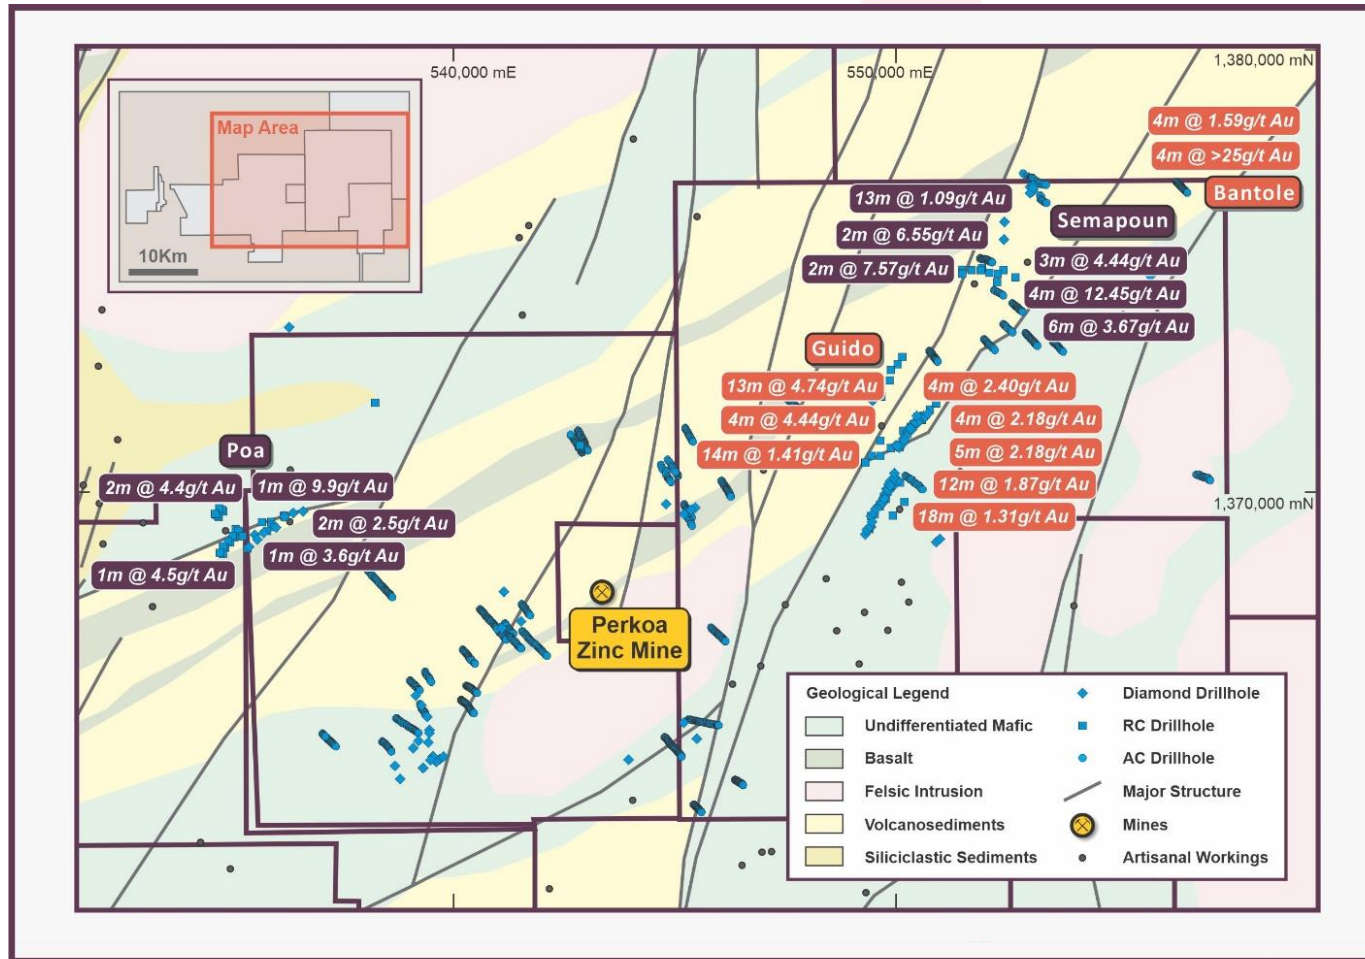 540,000 mE
550,000 mE
1,380,000 mN
Map Area
10Km
4m @ 1.59g/t Au
4m @ >25g/t Au
Bantole
13m @ 1.09g/t Au
2m @ 6.55g/t Au
2m @ 7.57g/t Au
Semapoun
3m @ 4.44g/t Au
4m @ 12.45g/t Au
6m @ 3.67g/t Au
Guido
13m @ 4.74g/t Au
4m @ 4.44g/t Au
14m @ 1.41g/t Au
4m @ 2.40g/t Au
4m @ 2.18g/t Au
5m @ 2.18g/t Au
12m @ 1.87g/t Au
18m @ 1.31g/t Au
1,370,000 mN
Poa
2m @ 4.4g/t Au
1m @ 9.9g/t Au
2m @ 2.5g/t Au
1m @ 3.6g/t Au
1m @ 4.5g/t Au
Perkoa
Zinc Mine
Geological Legend
Undifferentiated Mafic
Basalt
Felsic Intrusion
Volcanosediments
Siliciclastic Sediments
Diamond Drillhole
RC Drillhole
AC Drillhole
Major Structure
Mines
Artisanal Workings